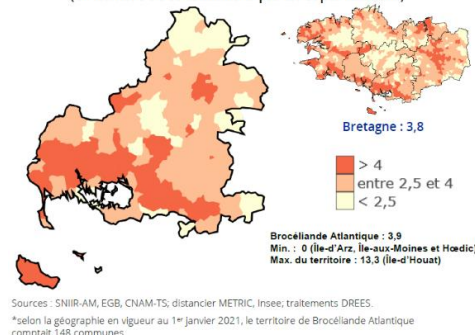 Bretagne : 3,8
> 4
entre 2,5 et 4
< 2,5
Brocéliande Atlantique : 3,9
Min. : 0 (Île-d'Arz, Île-aux-Moines et Hœdic)
Max. du territoire : 13,3 (Île-d'Houat)
Sources : SNIIR-AM, EGB, CNAM-TS; distancier METRIC, Insee; traitements DREES.
*selon la géographie en vigueur au 1er janvier 2021, le territoire de Brocéliande Atlantique
comptait 148 communes